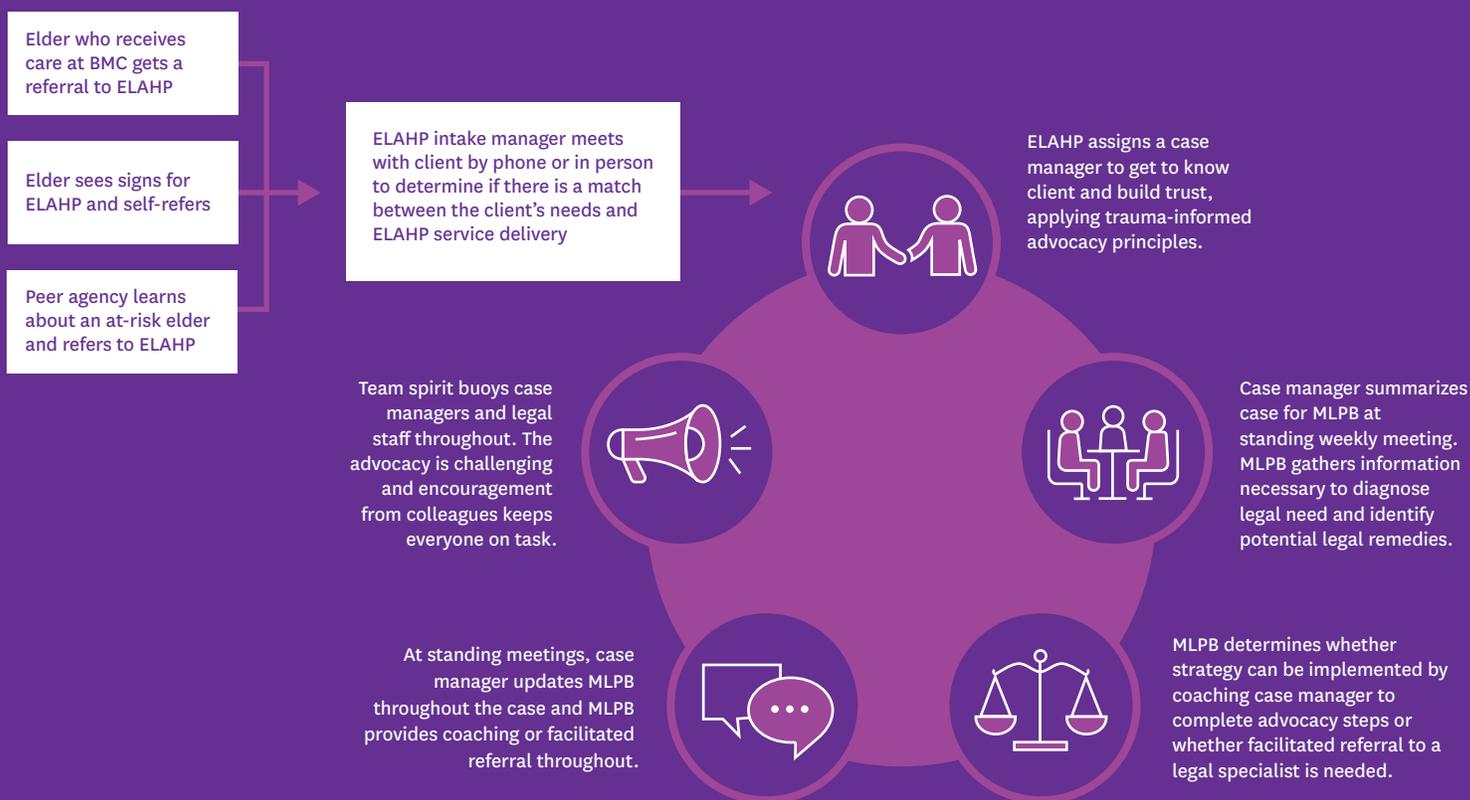 Elder who receives
care at BMC gets a
referral to ELAHP
Elder sees signs for
ELAHP and self-refers
Peer agency learns
about an at-risk elder
and refers to ELAHP
ELAHP intake manager meets
with client by phone or in person
to determine if there is a match
between the client’s needs and
ELAHP service delivery
ELAHP assigns a case
manager to get to know
client and build trust,
applying trauma-informed
advocacy principles.
Case manager summarizes
case for MLPB at
standing weekly meeting.
MLPB gathers information
necessary to diagnose
legal need and identify
potential legal remedies.
MLPB determines whether
strategy can be implemented by
coaching case manager to
complete advocacy steps or
whether facilitated referral to a
legal specialist is needed.
At standing meetings, case
manager updates MLPB
throughout the case and MLPB
provides coaching or facilitated
referral throughout.
Team spirit buoys case
managers and legal
staff throughout. The
advocacy is challenging
and encouragement
from colleagues keeps
everyone on task.